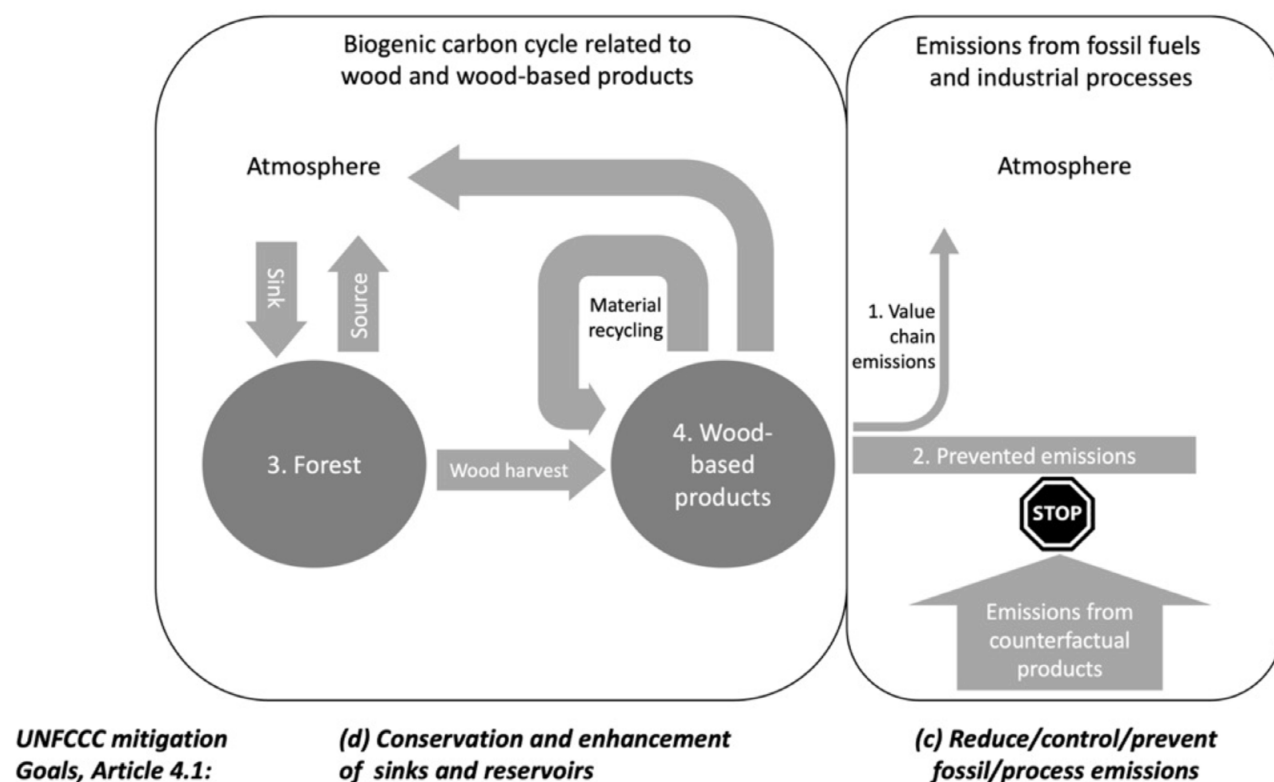 Biogenic carbon cycle related to
wood and wood-based products
Atmosphere
Sink
Source
Material
recycling
3. Forest
Wood harvest
4. Wood-
based
products
Emissions from fossil fuels
and industrial processes
Atmosphere
1. Value
chain
emissions
2. Prevented emissions
STOP
Emissions from
counterfactual
products
UNFCCC mitigation
Goals, Article 4.1:
(d) Conservation and enhancement
of sinks and reservoirs
(c) Reduce/control/prevent
fossil/process emissions